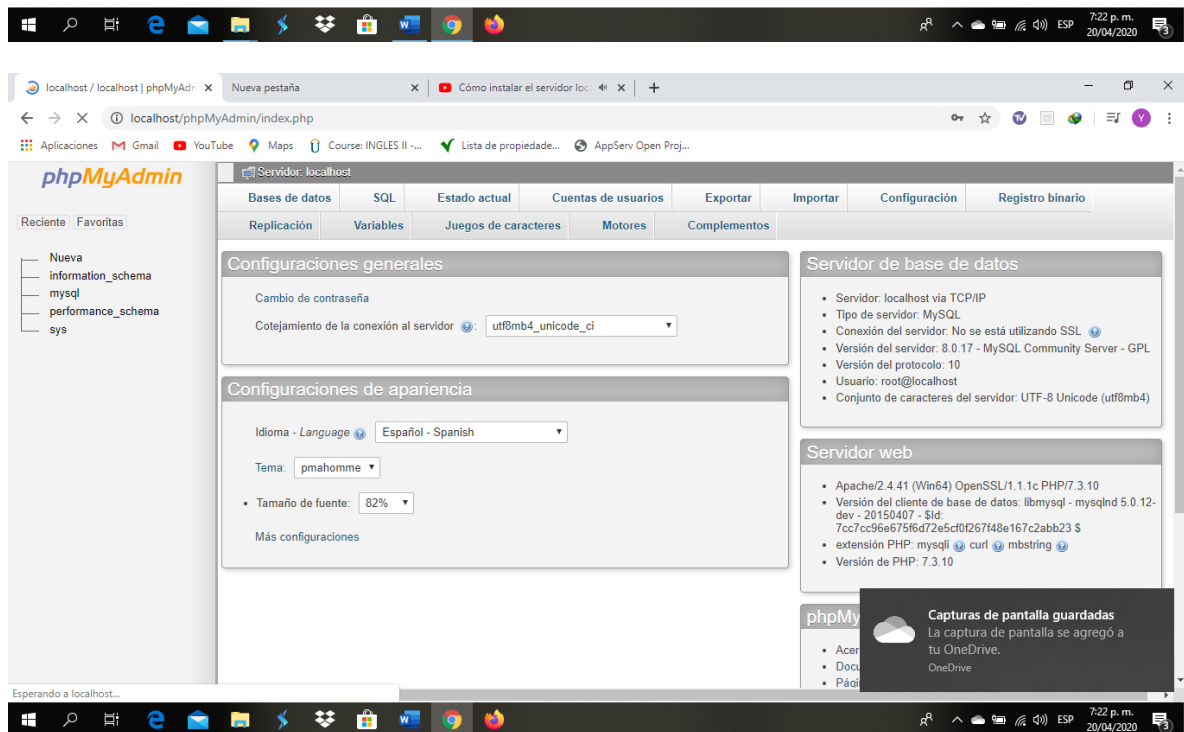 ESP
7:22 p. m.
20/04/2020
3
localhost / localhost | phpMyAdm
Nueva pestaña
Cómo instalar el servidor loc
localhost/phpMyAdmin/index.php
Y
Aplicaciones
Gmail
YouTube
Maps
Course: INGLES II -...
Lista de propiedade...
AppServ Open Proj...
phpMyAdmin
Reciente
Favoritas
Nueva
information_schema
mysql
performance_schema
sys
Servidor: localhost
Bases de datos
SQL
Estado actual
Cuentas de usuarios
Exportar
Importar
Configuración
Registro binario
Replicación
Variables
Juegos de caracteres
Motores
Complementos
Configuraciones generales
Cambio de contraseña
Cotejamiento de la conexión al servidor : utf8mb4_unicode_ci
Configuraciones de apariencia
Idioma - Language Español - Spanish
Tema: pmahomme
• Tamaño de fuente: 82%
Más configuraciones
Servidor de base de datos
• Servidor: localhost via TCP/IP
• Tipo de servidor: MySQL
• Conexión del servidor: No se está utilizando SSL
• Versión del servidor: 8.0.17 - MySQL Community Server - GPL
• Versión del protocolo: 10
• Usuario: root@localhost
• Conjunto de caracteres del servidor: UTF-8 Unicode (utf8mb4)
Servidor web
• Apache/2.4.41 (Win64) OpenSSL/1.1.1c PHP/7.3.10
• Versión del cliente de base de datos: libmysql - mysqlnd 5.0.12-
dev - 20150407 - $Id:
7cc7cc96e675f6d72e5cf0f267f48e167c2abb23 $
• extensión PHP: mysqli curl mbstring
• Versión de PHP: 7.3.10
phpMy
• Acer
• Docu
• Pági
Capturas de pantalla guardadas
La captura de pantalla se agregó a
tu OneDrive.
OneDrive
Esperando a localhost...
ESP
7:22 p. m.
20/04/2020
3